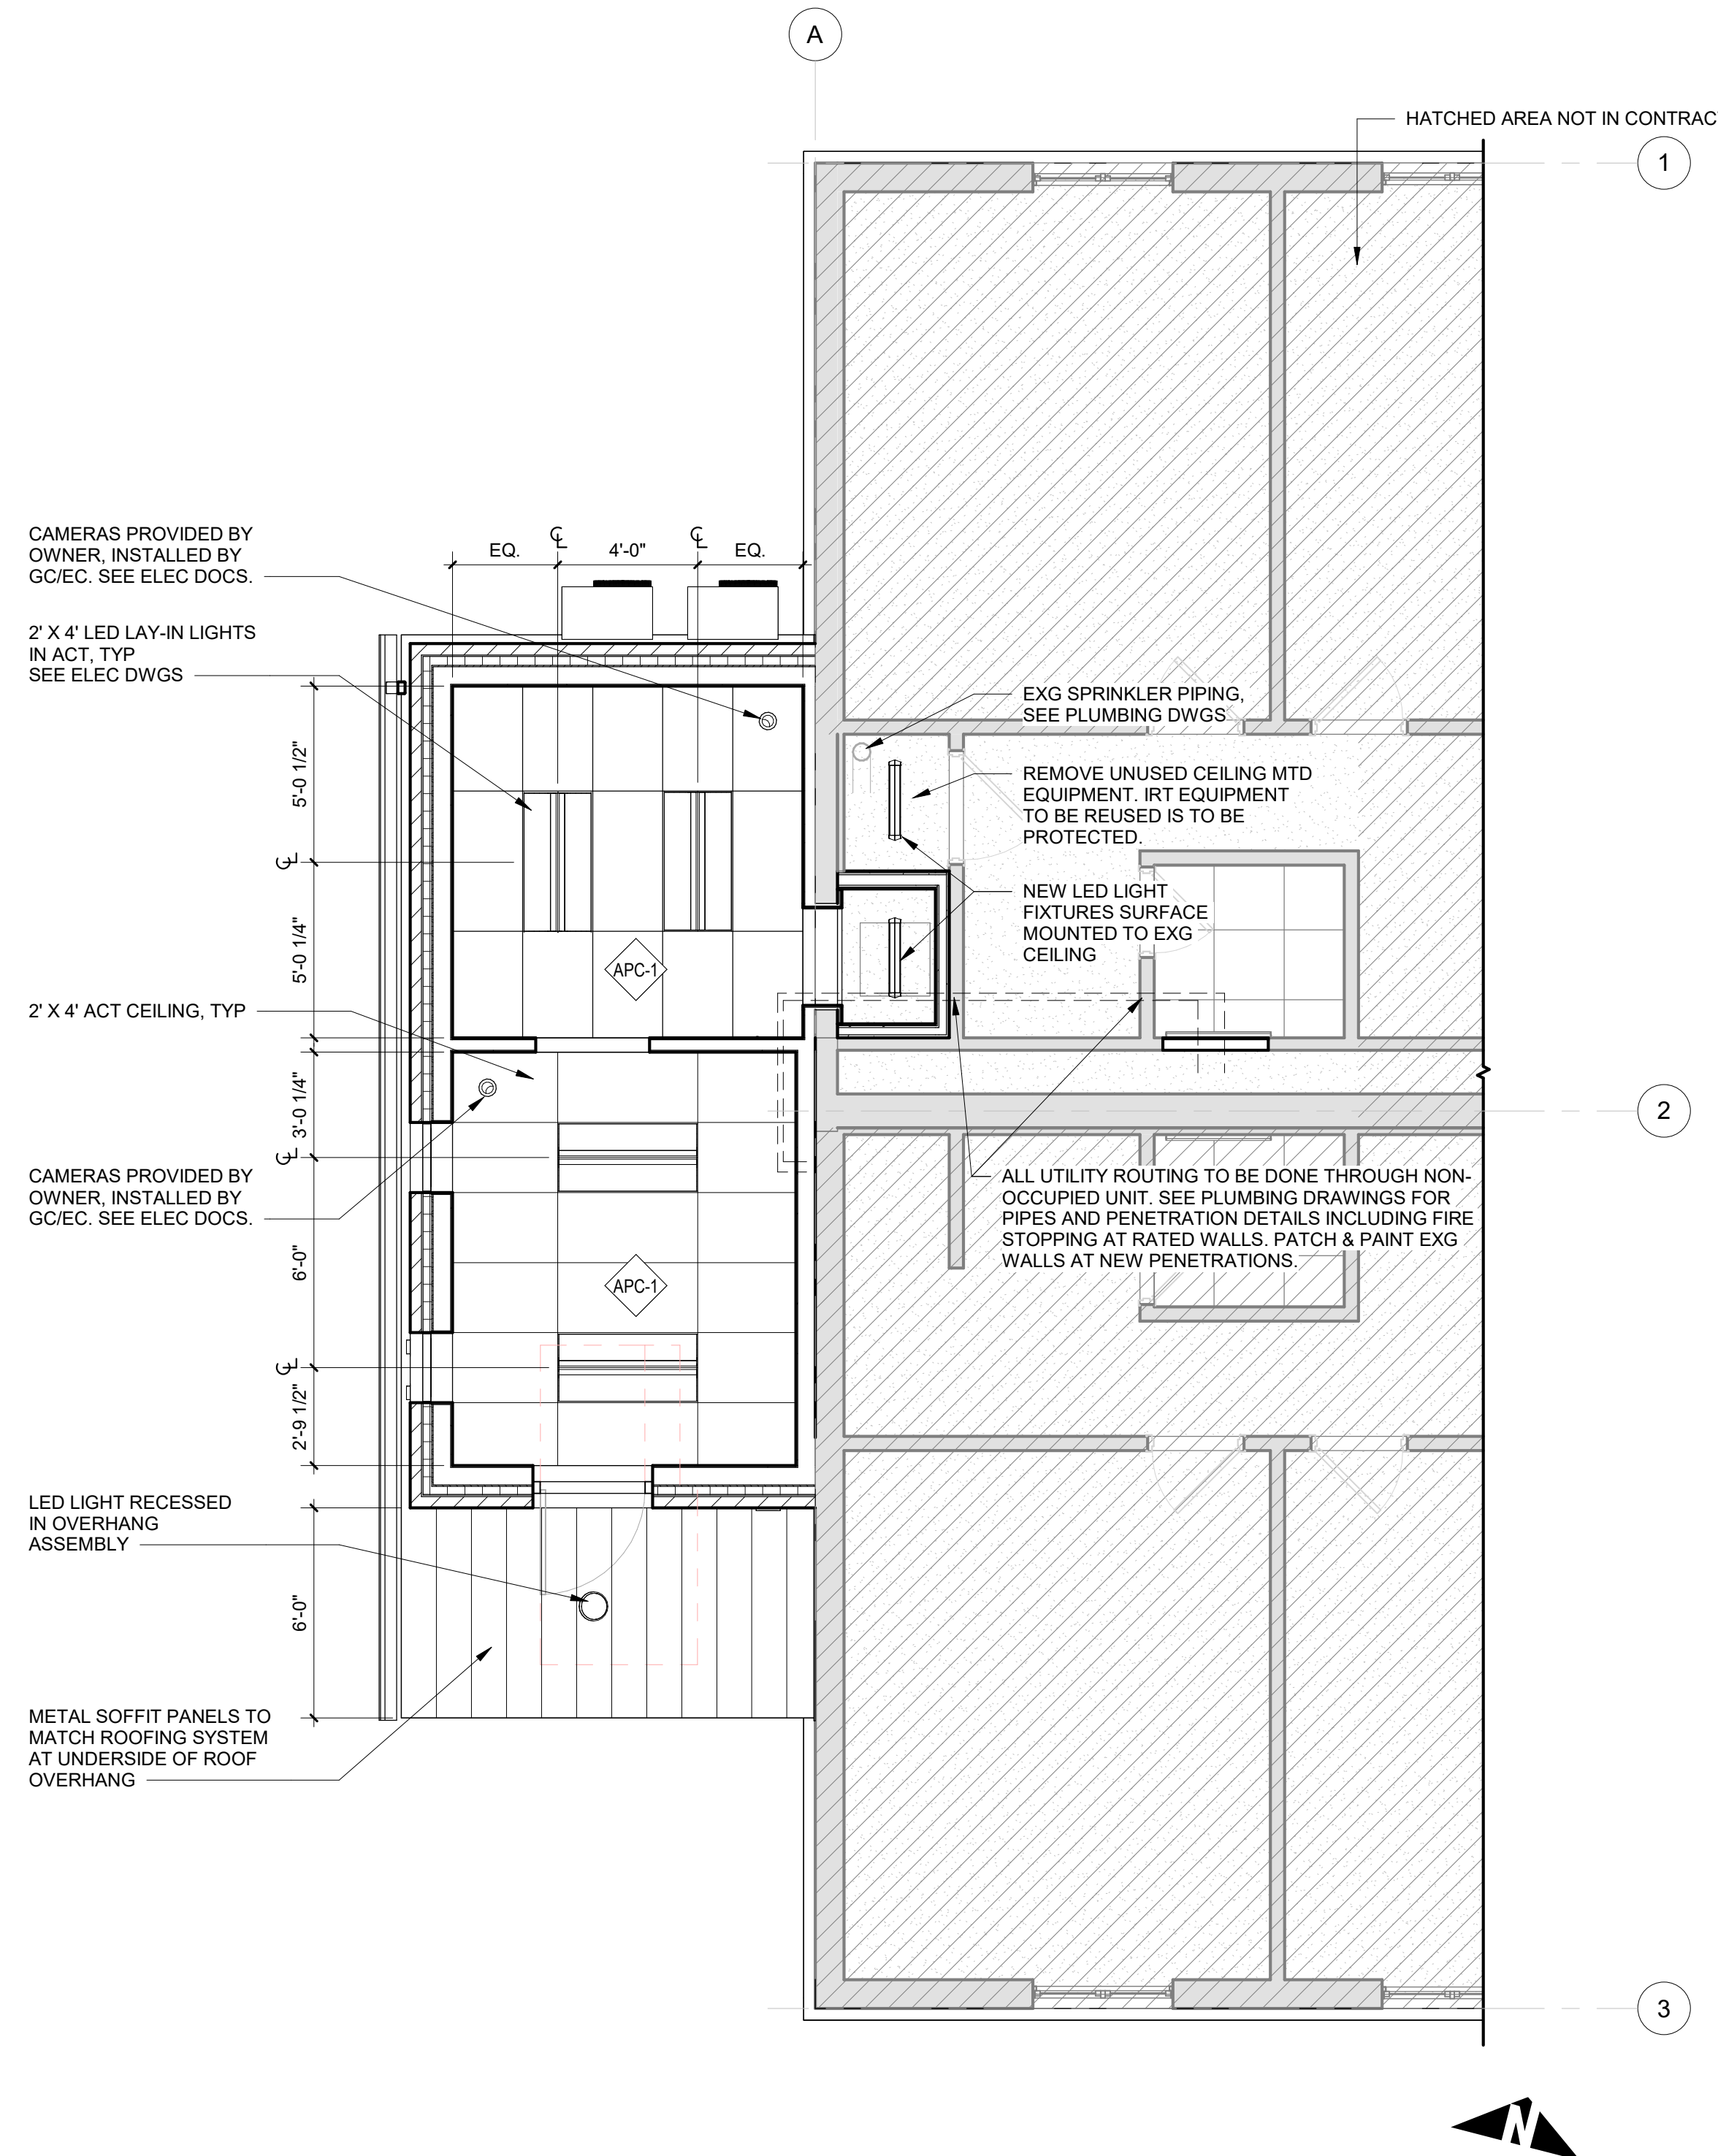 A
HATCHED AREA NOT IN CONTRAC
1
CAMERAS PROVIDED BY
OWNER, INSTALLED BY
GC/EC. SEE ELEC DOCS.
EQ.
4'-0"
EQ.
2' X 4' LED LAY-IN LIGHTS
IN ACT, TYP
SEE ELEC DWGS
5'-0 1/2"
5'-0 1/4"
EXG SPRINKLER PIPING,
SEE PLUMBING DWGS
REMOVE UNUSED CEILING MTD
EQUIPMENT. IRT EQUIPMENT
TO BE REUSED IS TO BE
PROTECTED.
NEW LED LIGHT
FIXTURES SURFACE
MOUNTED TO EXG
CEILING
APC-1
2' X 4' ACT CEILING, TYP
3'-0 1/4"
2
CAMERAS PROVIDED BY
OWNER, INSTALLED BY
GC/EC. SEE ELEC DOCS.
ALL UTILITY ROUTING TO BE DONE THROUGH NON-
OCCUPIED UNIT. SEE PLUMBING DRAWINGS FOR
PIPES AND PENETRATION DETAILS INCLUDING FIRE
STOPPING AT RATED WALLS. PATCH & PAINT EXG
WALLS AT NEW PENETRATIONS.
6'-0"
APC-1
2'-9 1/2"
LED LIGHT RECESSED
IN OVERHANG
ASSEMBLY
6'-0"
METAL SOFFIT PANELS TO
MATCH ROOFING SYSTEM
AT UNDERSIDE OF ROOF
OVERHANG
3
N